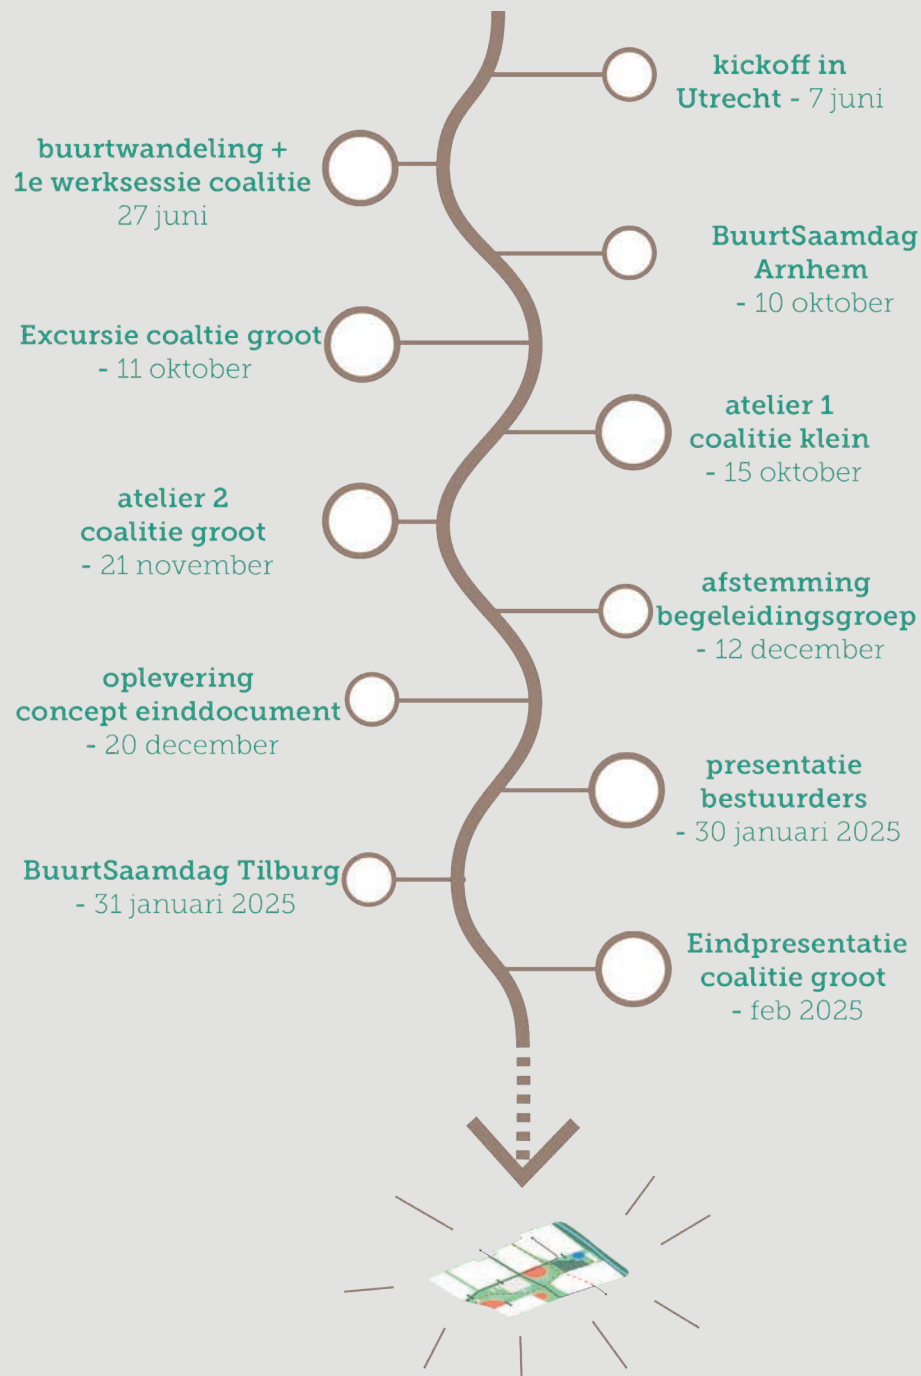 kickoff in
Utrecht - 7 juni
buurtwandeling +
1e werksessie coalitie
27 juni
BuurtSaamdag
Arnhem
- 10 oktober
Excursie coaltie groot
- 11 oktober
atelier 1
coalitie klein
- 15 oktober
atelier 2
coalitie groot
- 21 november
afstemming
begeleidingsgroep
- 12 december
oplevering
concept einddocument
- 20 december
presentatie
bestuurders
- 30 januari 2025
BuurtSaamdag Tilburg
- 31 januari 2025
Eindpresentatie
coalitie groot
- feb 2025